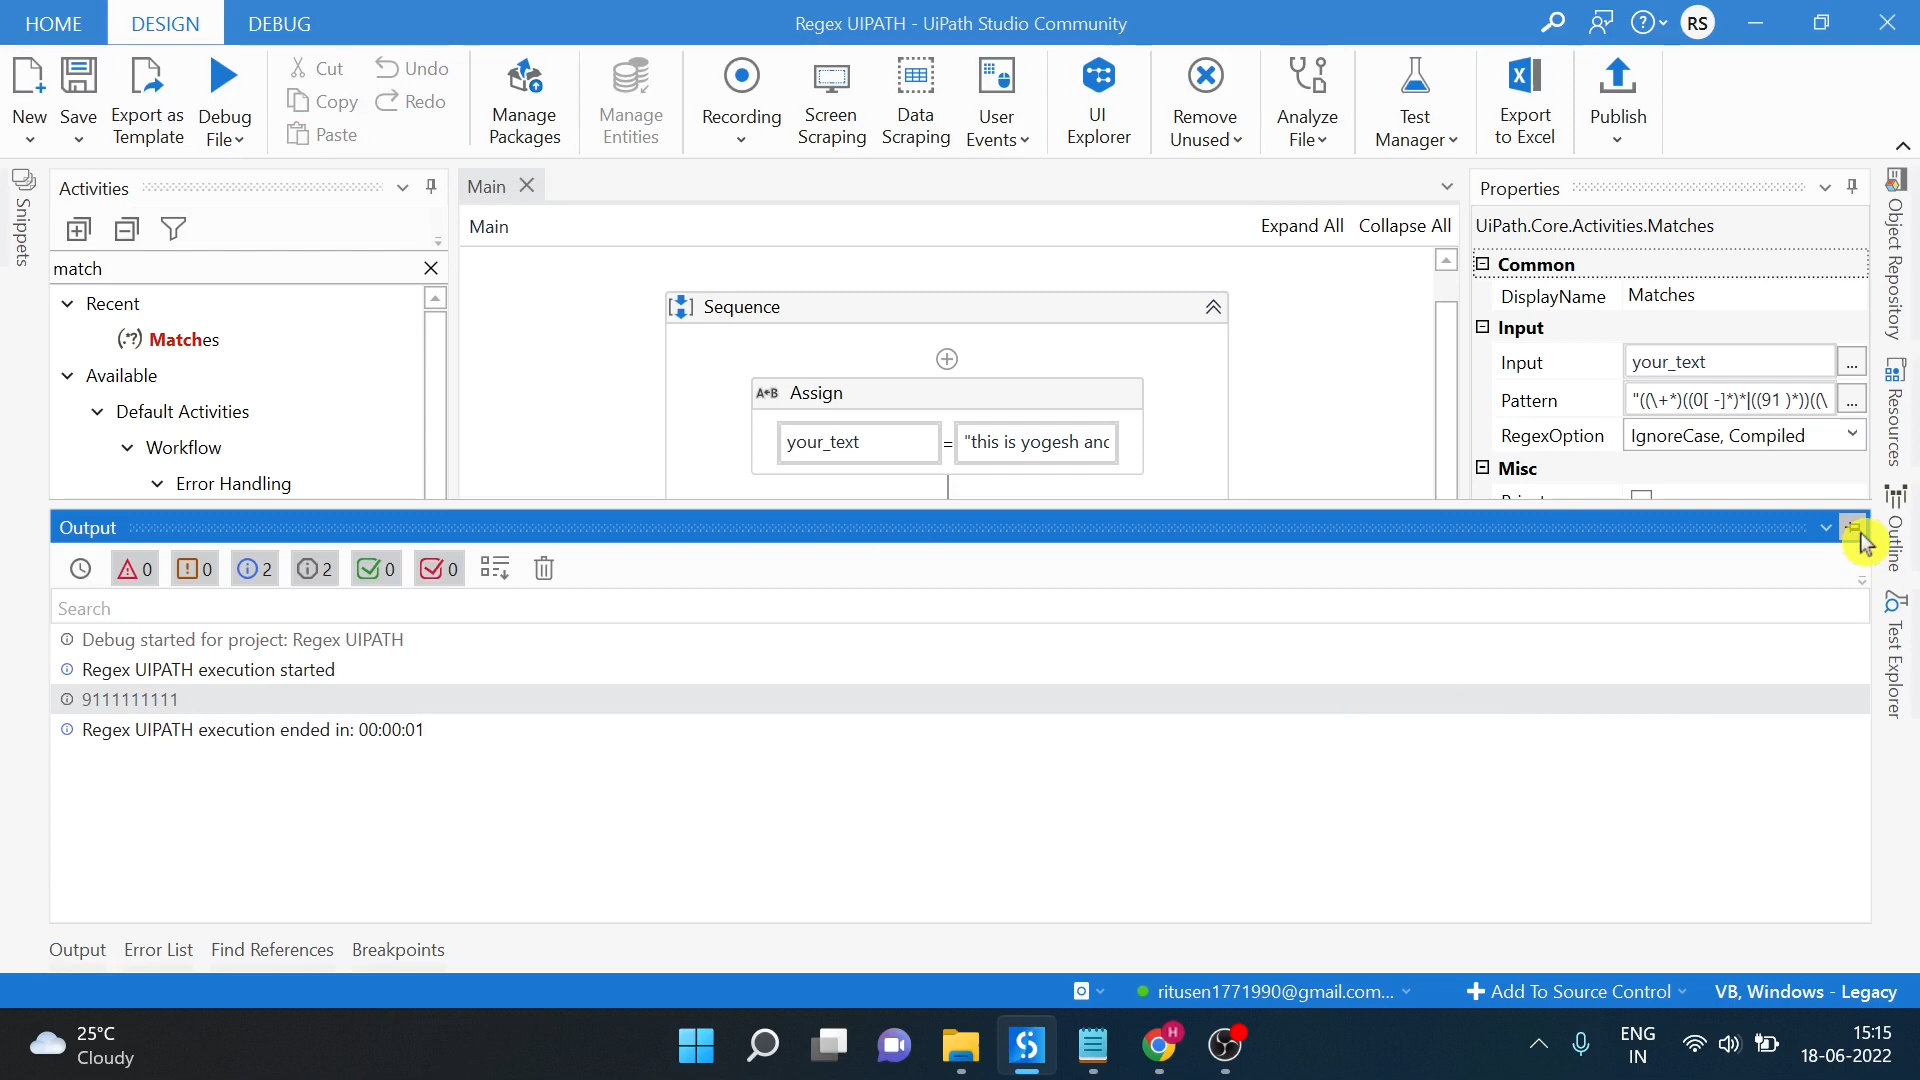 HOME DESIGN DEBUG Regex UIPATH - UiPath Studio Community RS
New Save Export as Template Debug File
Cut Copy Paste Undo Redo
Manage Packages
Manage Entities
Recording
Screen Scraping
Data Scraping
User Events
UI Explorer
Remove Unused
Analyze File
Test Manager
Export to Excel
Publish
Snippets
Activities
match
Recent
(.*?) Matches
Available
Default Activities
Workflow
Error Handling
Main
Main Expand All Collapse All
Sequence
A←B Assign
your_text = "this is yogesh and
Properties
UiPath.Core.Activities.Matches
Common
DisplayName Matches
Input
Input your_text ...
Pattern "((\+*)((0[ -]*)*|((91 )*))((\ ...
RegexOption IgnoreCase, Compiled
Misc
Object Repository
Resources
Outline
Test Explorer
Output
0 0 2 2 0 0
Search
Debug started for project: Regex UIPATH
Regex UIPATH execution started
9111111111
Regex UIPATH execution ended in: 00:00:01
Output Error List Find References Breakpoints
ritusen1771990@gmail.com... Add To Source Control VB, Windows - Legacy
25°C
Cloudy
H
ENG
IN
15:15
18-06-2022